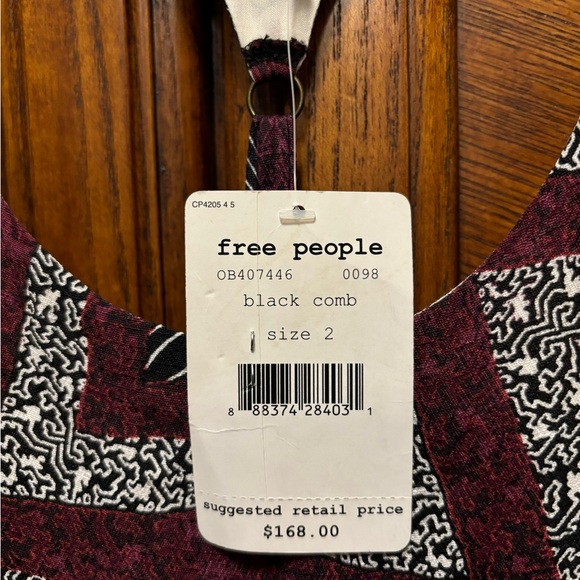 CP4205 4 5
free people
OB407446 0098
black comb
size 2
8 88374 28403 1
suggested retail price
$168.00